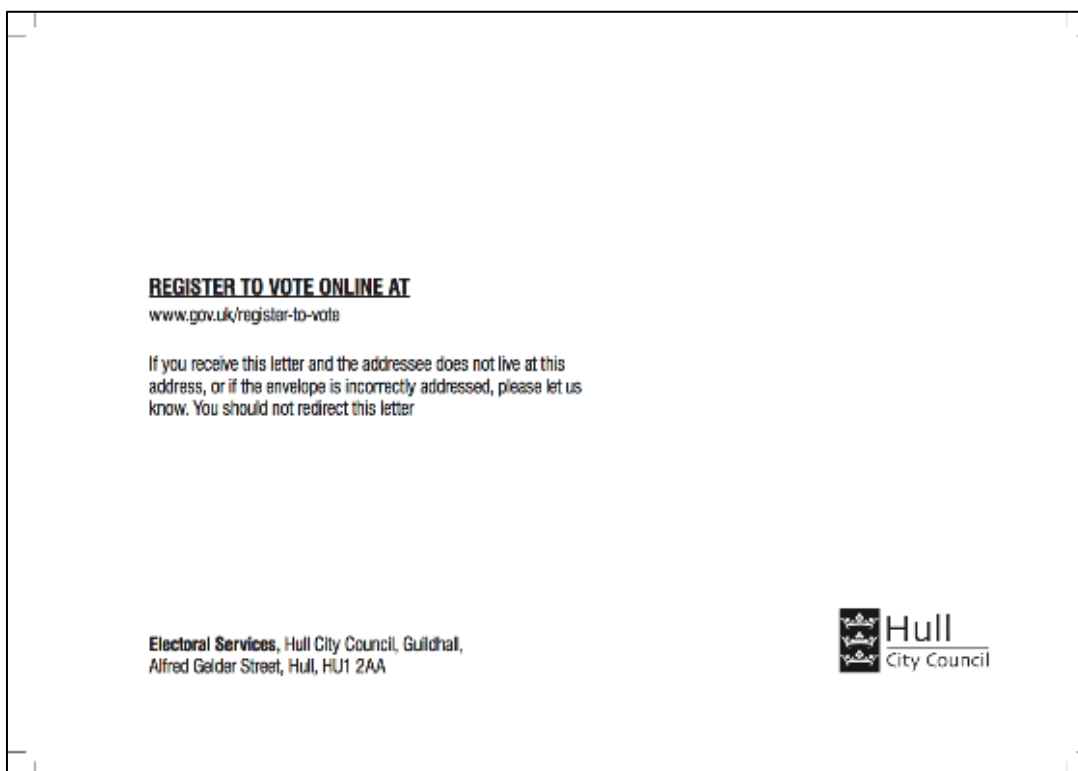 REGISTER TO VOTE ONLINE AT
www.gov.uk/register-to-vote
If you receive this letter and the addressee does not live at this
address, or if the envelope is incorrectly addressed, please let us
know. You should not redirect this letter
Electoral Services, Hull City Council, Guildhall,
Alfred Gelder Street, Hull, HU1 2AA
Hull
City Council